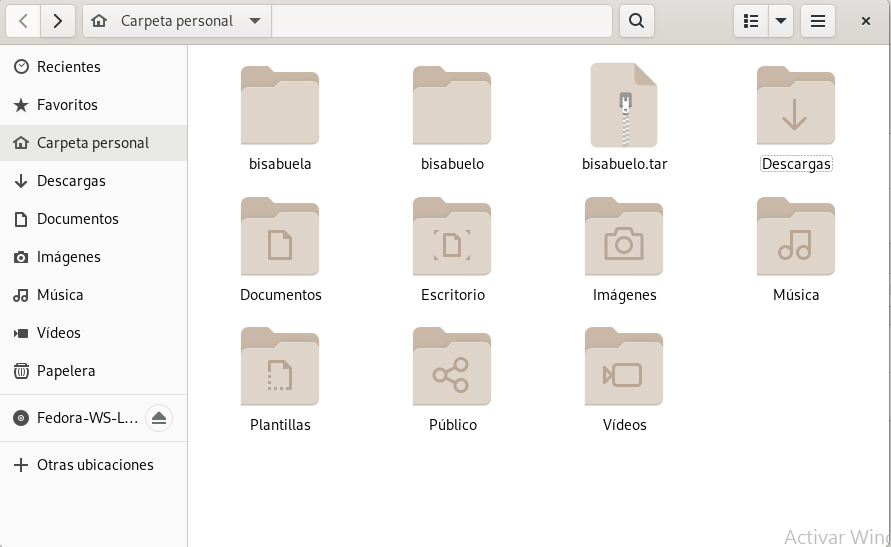 Carpeta personal
Recientes
Favoritos
Carpeta personal
Descargas
Documentos
Imágenes
Música
Vídeos
Papelera
Fedora-WS-L...
Otras ubicaciones
bisabuela
bisabuelo
bisabuelo.tar
Descargas
Documentos
Escritorio
Imágenes
Música
Plantillas
Público
Vídeos
Activar Win